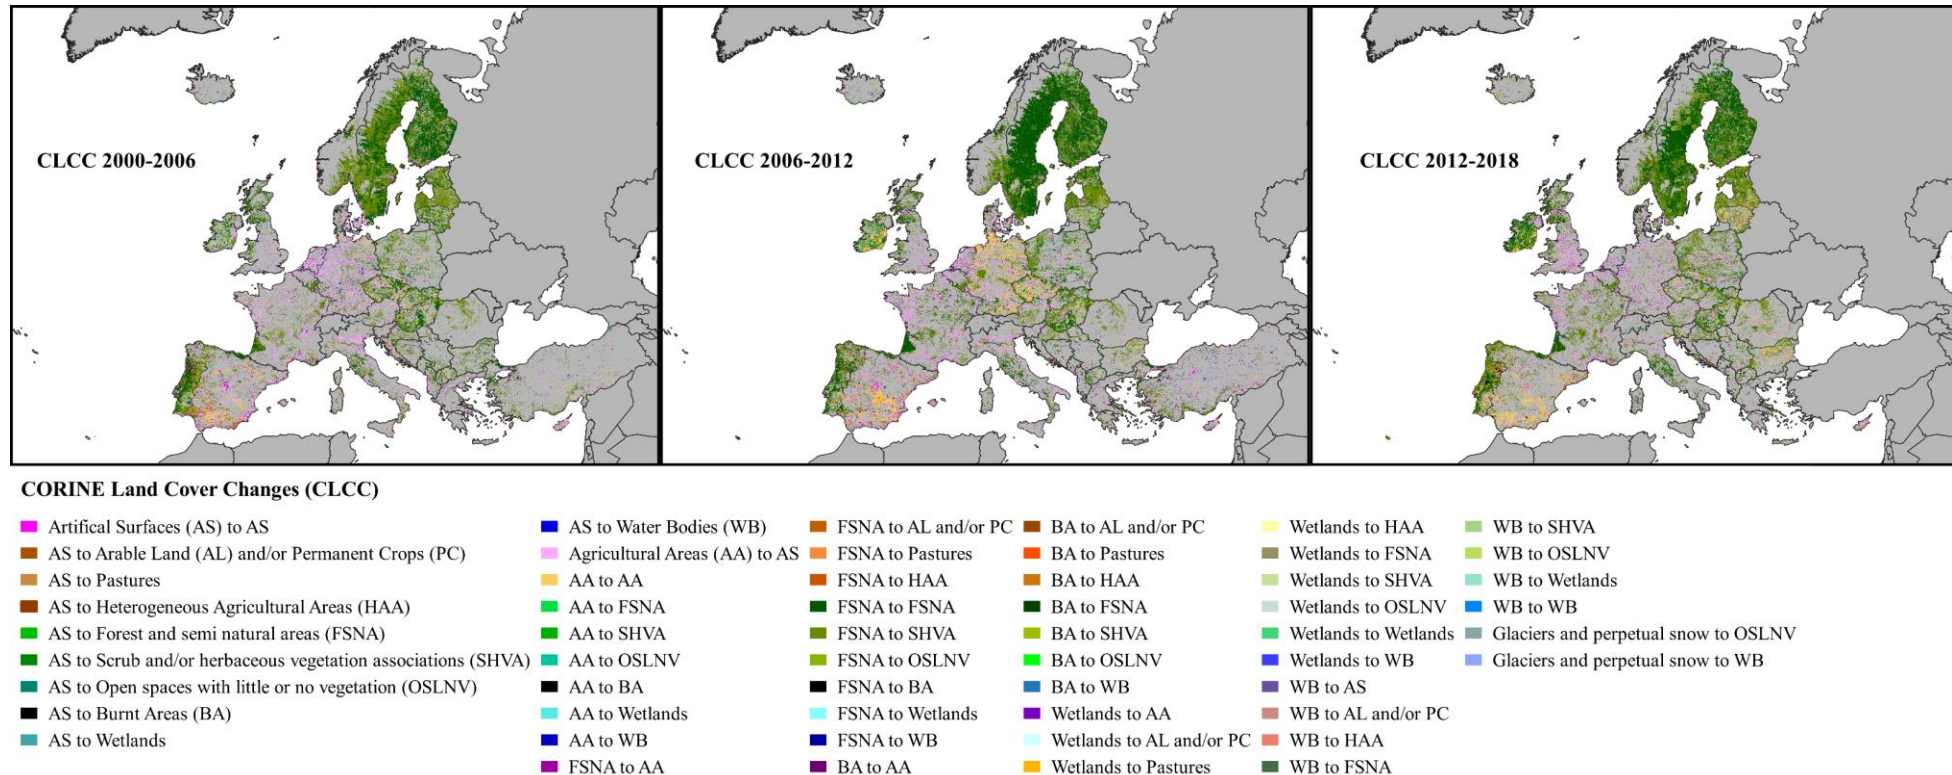 CLCC 2000-2006
CLCC 2006-2012
CLCC 2012-2018
CORINE Land Cover Changes (CLCC)
Artifical Surfaces (AS) to AS
AS to Arable Land (AL) and/or Permanent Crops (PC)
AS to Pastures
AS to Heterogeneous Agricultural Areas (HAA)
AS to Forest and semi natural areas (FSNA)
AS to Scrub and/or herbaceous vegetation associations (SHVA)
AS to Open spaces with little or no vegetation (OSLNV)
AS to Burnt Areas (BA)
AS to Wetlands
AS to Water Bodies (WB)
Agricultural Areas (AA) to AS
AA to AA
AA to FSNA
AA to SHVA
AA to OSLNV
AA to BA
AA to Wetlands
AA to WB
FSNA to AA
FSNA to AL and/or PC
FSNA to Pastures
FSNA to HAA
FSNA to FSNA
FSNA to SHVA
FSNA to OSLNV
FSNA to BA
FSNA to Wetlands
FSNA to WB
BA to AA
BA to AL and/or PC
BA to Pastures
BA to HAA
BA to FSNA
BA to SHVA
BA to OSLNV
BA to WB
Wetlands to AA
Wetlands to AL and/or PC
Wetlands to Pastures
Wetlands to HAA
Wetlands to FSNA
Wetlands to SHVA
Wetlands to OSLNV
Wetlands to Wetlands
Wetlands to WB
WB to AS
WB to AL and/or PC
WB to HAA
WB to FSNA
WB to SHVA
WB to OSLNV
WB to Wetlands
WB to WB
Glaciers and perpetual snow to OSLNV
Glaciers and perpetual snow to WB